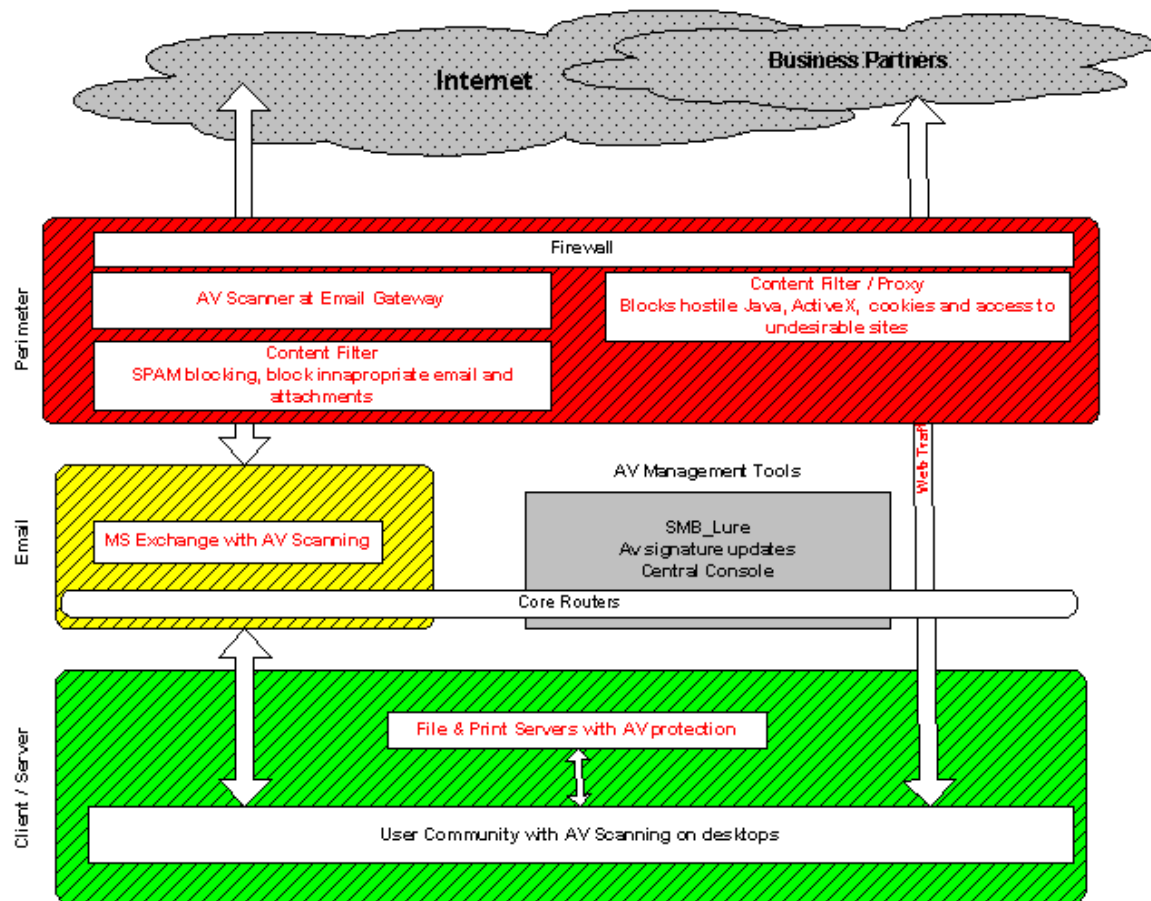 Internet
Business Partners
Perimeter
Firewall
AV Scanner at Email Gateway
Content Filter / Proxy
Blocks hostile Java, ActiveX, cookies and access to
undesirable sites
Content Filter
SPAM blocking, block innapropriate email and
attachments
Web Traf
Email
MS Exchange with AV Scanning
AV Management Tools
SMB_Lure
Av signature updates
Central Console
Core Routers
Client / Server
File & Print Servers with AV protection
User Community with AV Scanning on desktops